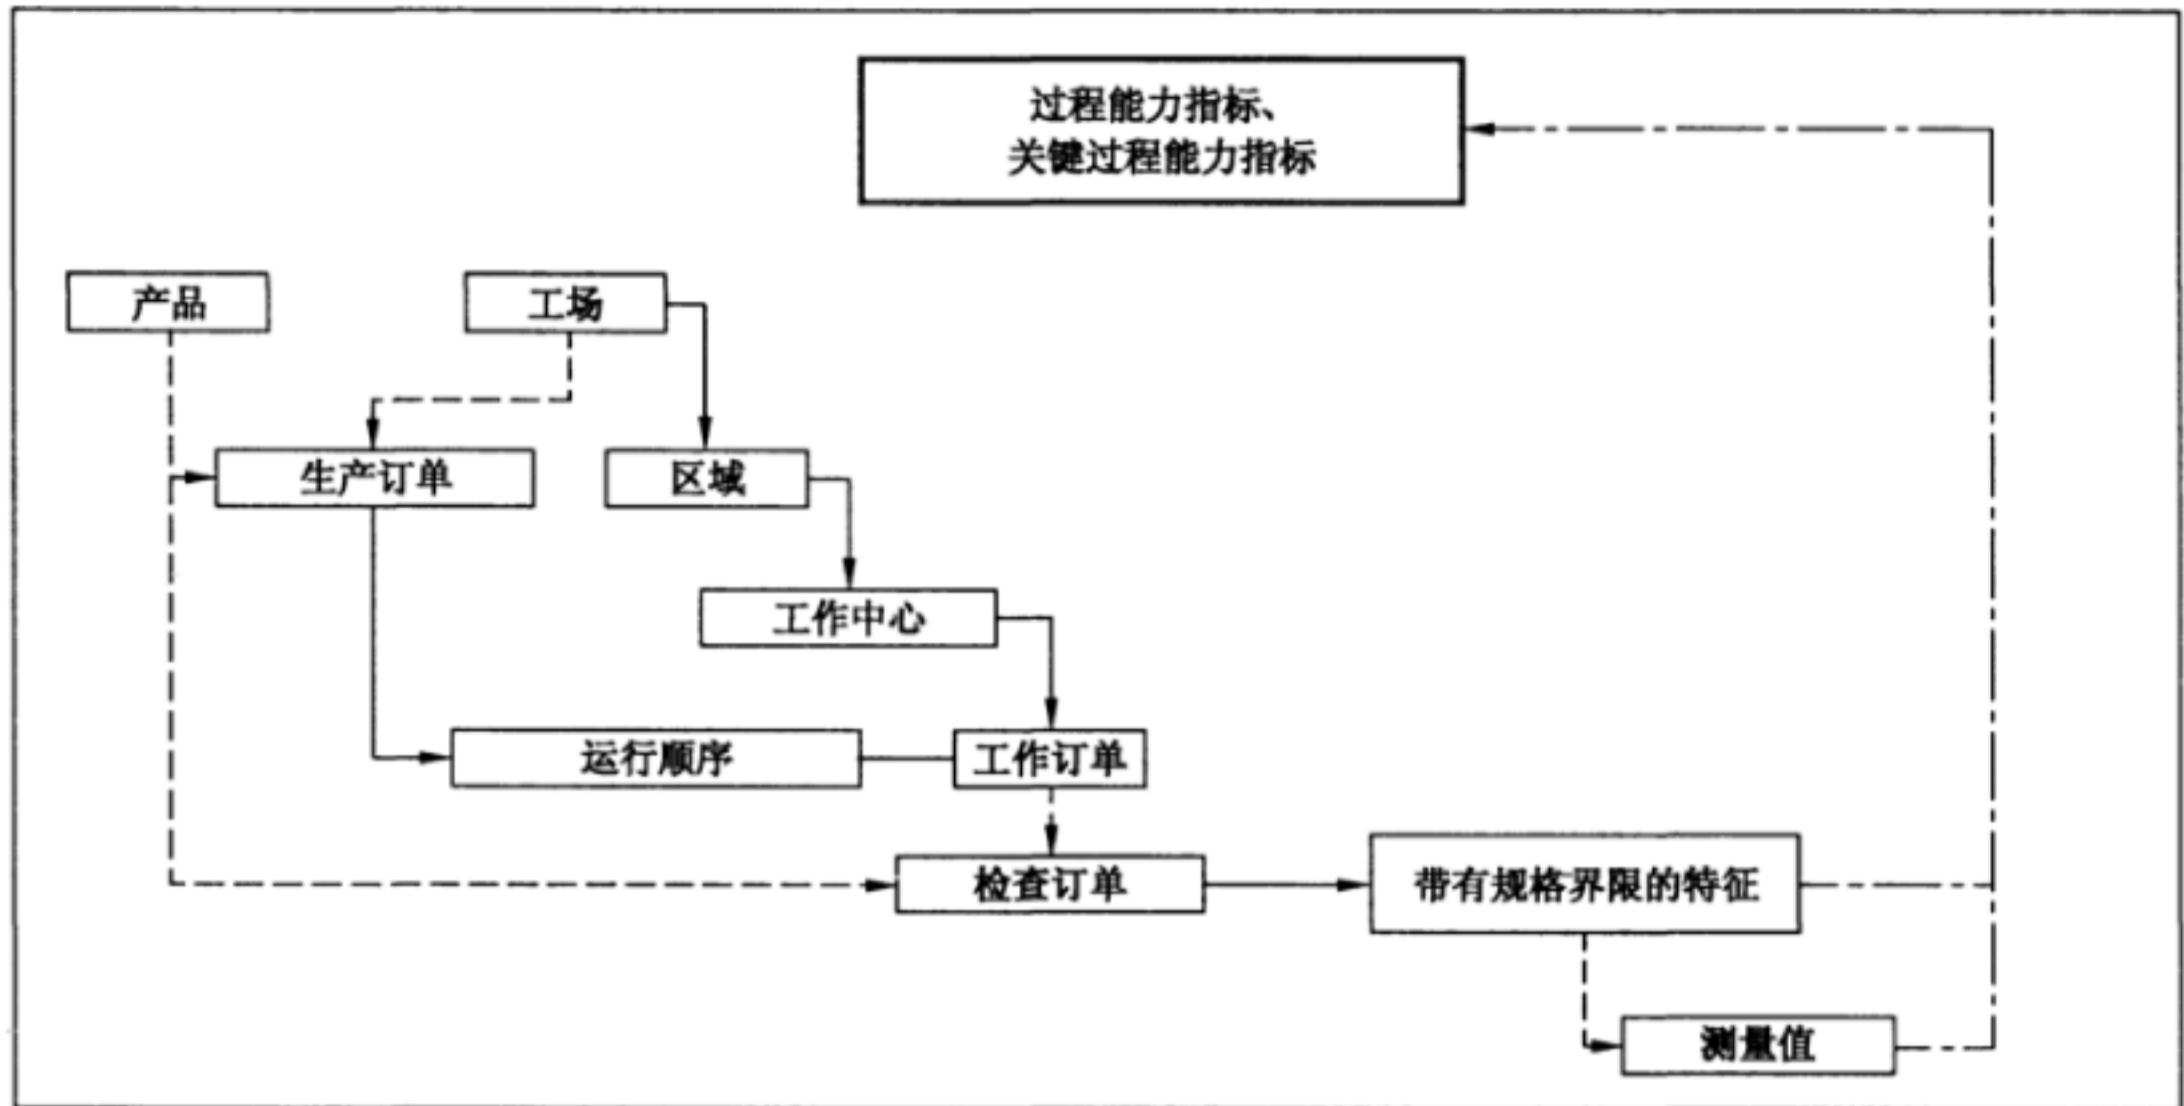 过程能力指标、
关键过程能力指标
产品
工场
生产订单
区域
工作中心
运行顺序
工作订单
检查订单
带有规格界限的特征
测量值